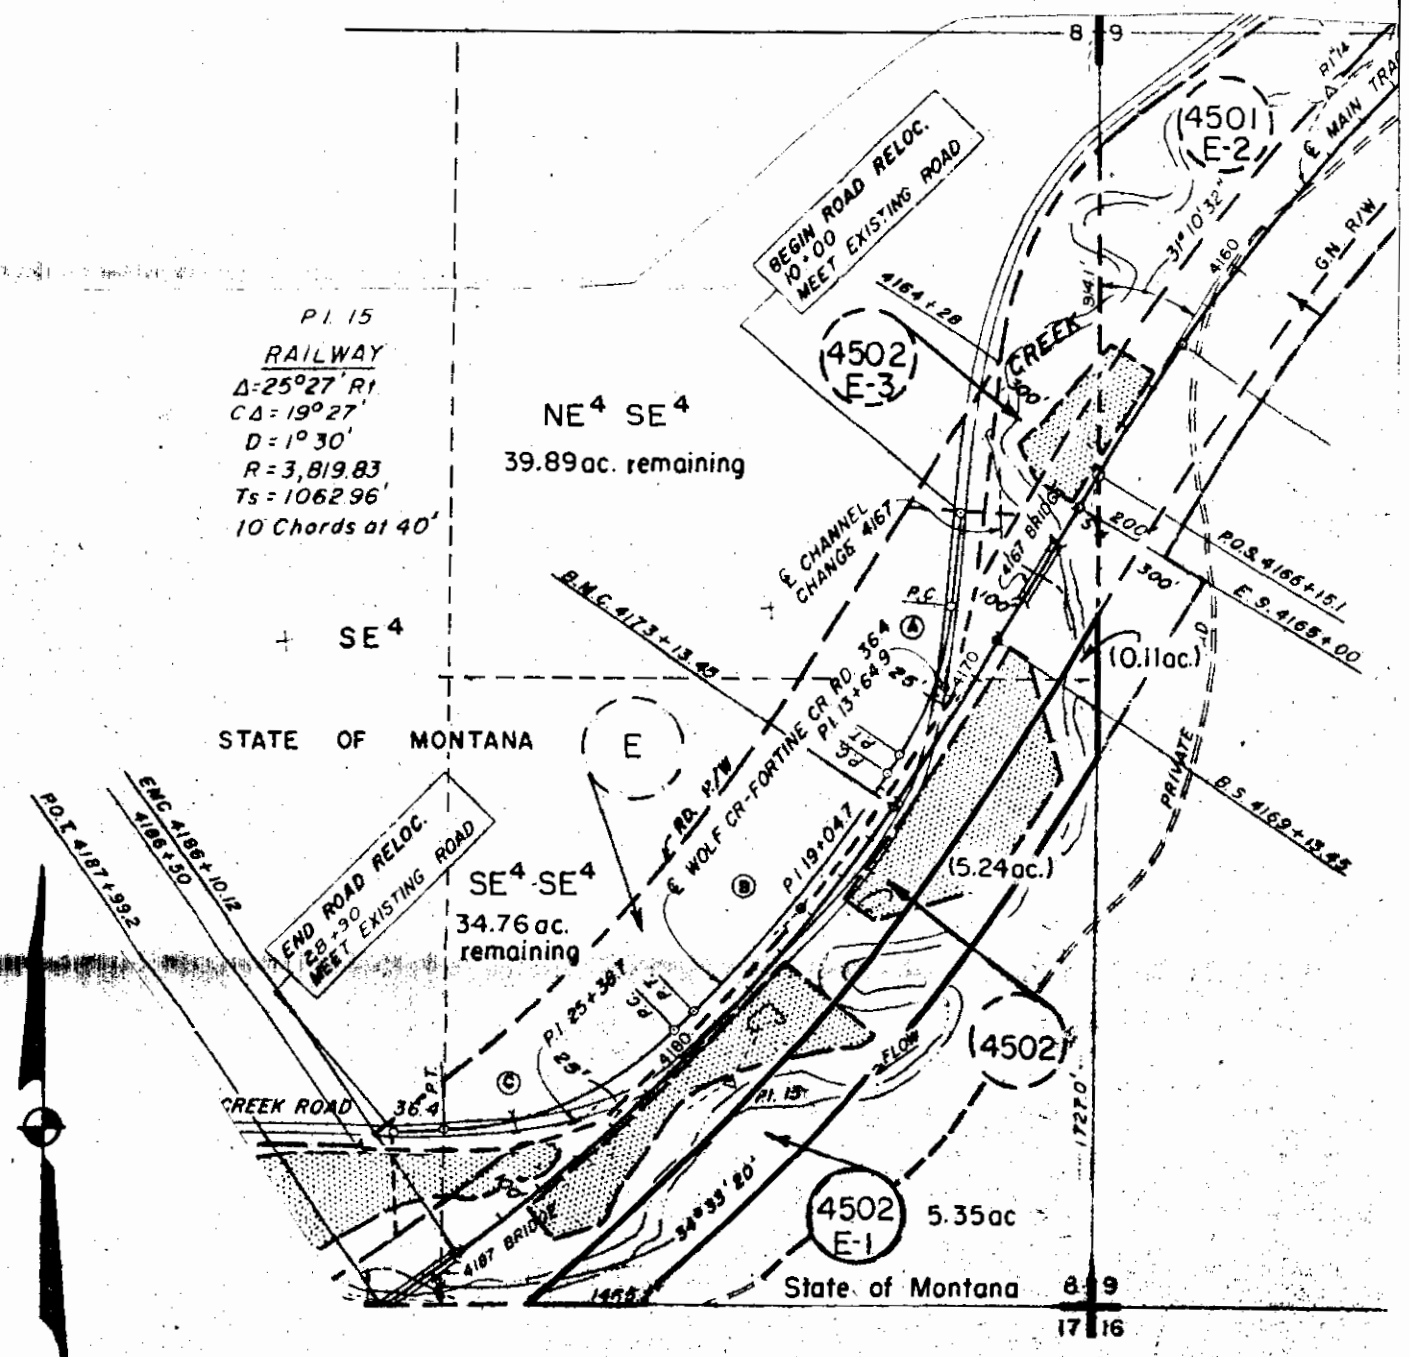 8 9
4501
E-2
℄ MAIN TRAC
BEGIN ROAD RELOC.
10+00
MEET EXISTING ROAD
31° 10' 32"
4160
G.N. R/W
941'
4164+28
CREEK
4502
E-3
P.I. 15
RAILWAY
Δ=25°27' Rt.
CΔ=19°27'
D=1°30'
R=3,819.83
Ts=1062.96'
10 Chords at 40'
NE⁴ SE⁴
39.89 ac. remaining
℄ CHANNEL
CHANGE 4167
4167 BRIDGE
200'
300'
P.O.S. 4166+15.1
E.S. 4165+00
B.M.C. 4173+13.45
P.C.
100'
A
SE⁴
(0.11ac.)
4170
25'
STATE OF MONTANA
E
RD. R/W
℄ WOLF CR-FORTINE CR RD. 36.4
P.I. 13+64.9
P.T.
P.C.
PRIVATE
B.S. 4169+13.45
P.O.T. 4187+99.2
EMC. 4186+10.12
4186+50
END ROAD RELOC.
28+90
MEET EXISTING ROAD
P.I. 19+04.7
(5.24ac.)
SE⁴ SE⁴
34.76 ac.
remaining
B
P.I. 25+38.7
P.T.
P.C.
4180
25'
C
(4502)
FLOW
P.I. 15
P.T.
CREEK ROAD 36.4
1727.0'
4187 BRIDGE
34° 33' 20"
4502
E-1
5.35ac
State of Montana
8 9
17 16